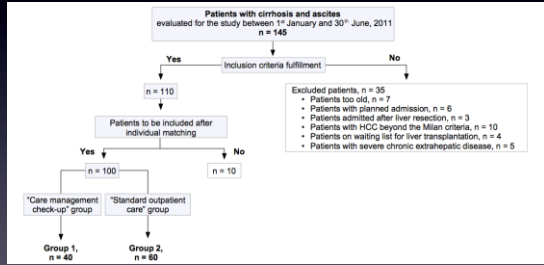 Patients with cirrhosis and ascites
evaluated for the study between 1st January and 30th June, 2011
n = 145
Yes
No
Inclusion criteria fulfillment
n = 110
Excluded patients, n = 35
• Patients too old, n = 7
• Patients with planned admission, n = 6
• Patients admitted after liver resection, n = 3
• Patients with HCC beyond the Milan criteria, n = 10
• Patients on waiting list for liver transplantation, n = 4
• Patients with severe chronic extrahepatic disease, n = 5
Patients to be included after
individual matching
Yes
No
n = 100
n = 10
"Care management
check-up" group
"Standard outpatient
care" group
Group 1,
n = 40
Group 2,
n = 60